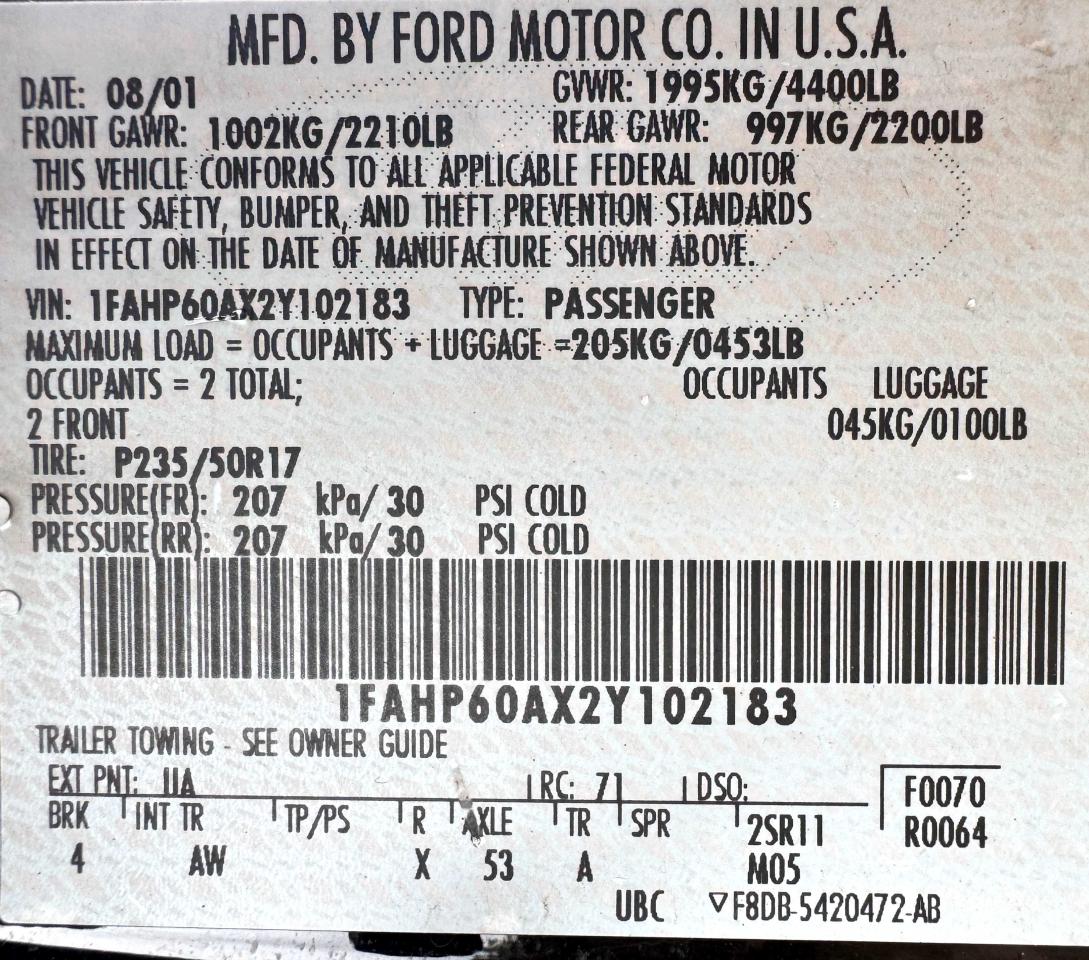 MFD. BY FORD MOTOR CO. IN U.S.A.
DATE: 08/01 GVWR: 1995KG/4400LB
FRONT GAWR: 1002KG/2210LB REAR GAWR: 997KG/2200LB
THIS VEHICLE CONFORMS TO ALL APPLICABLE FEDERAL MOTOR
VEHICLE SAFETY, BUMPER, AND THEFT PREVENTION STANDARDS
IN EFFECT ON THE DATE OF MANUFACTURE SHOWN ABOVE.
VIN: 1FAHP60AX2Y102183 TYPE: PASSENGER
MAXIMUM LOAD = OCCUPANTS + LUGGAGE =205KG/0453LB
OCCUPANTS = 2 TOTAL; OCCUPANTS LUGGAGE
2 FRONT 045KG/0100LB
TIRE: P235/50R17
PRESSURE(FR): 207 kPa/ 30 PSI COLD
PRESSURE(RR): 207 kPa/ 30 PSI COLD
1FAHP60AX2Y102183
TRAILER TOWING - SEE OWNER GUIDE
EXT PNT: UA RC: 71 DSO: F0070
BRK INT TR TP/PS R AXLE TR SPR 2SR11 R0064
4 AW X 53 A M05
UBC ▽F8DB-5420472-AB